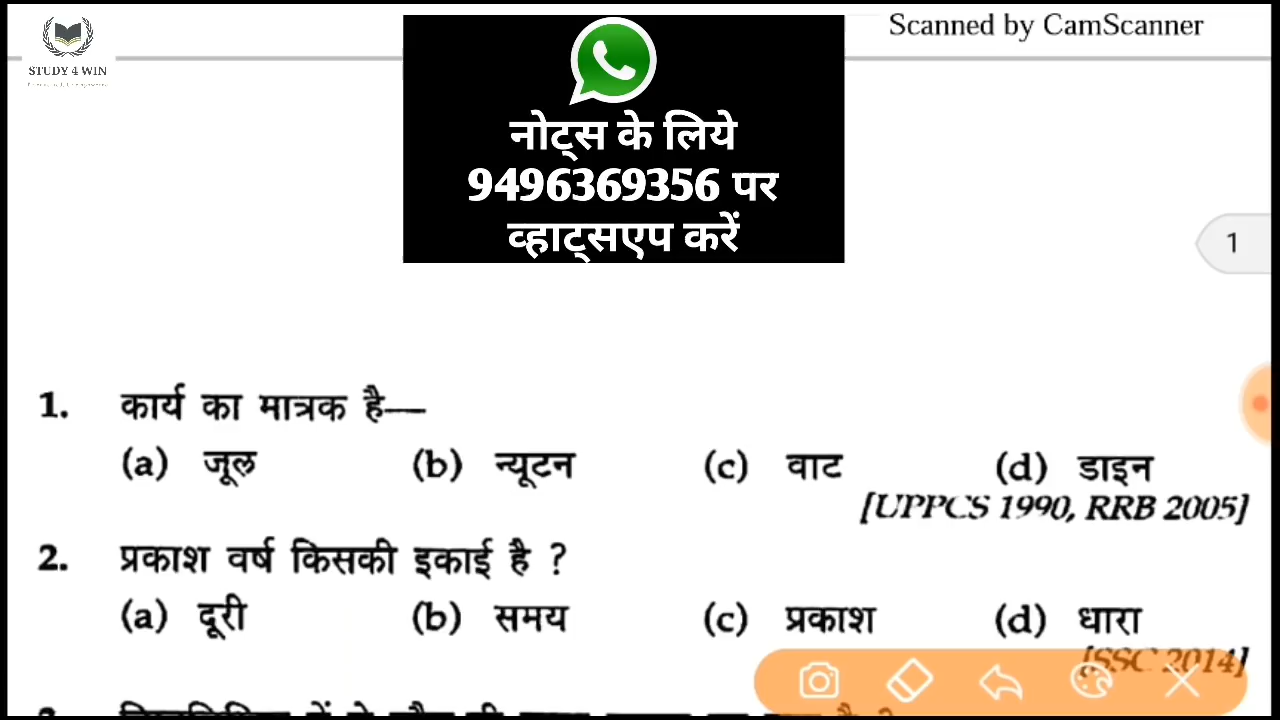 STUDY 4 WIN
Scanned by CamScanner
नोट्स के लिये
9496369356 पर
व्हाट्सएप करें
1
1. कार्य का मात्रक है—
(a) जूल (b) न्यूटन (c) वाट (d) डाइन
[UPPCS 1990, RRB 2005]
2. प्रकाश वर्ष किसकी इकाई है ?
(a) दूरी (b) समय (c) प्रकाश (d) धारा
[SSC 2014]